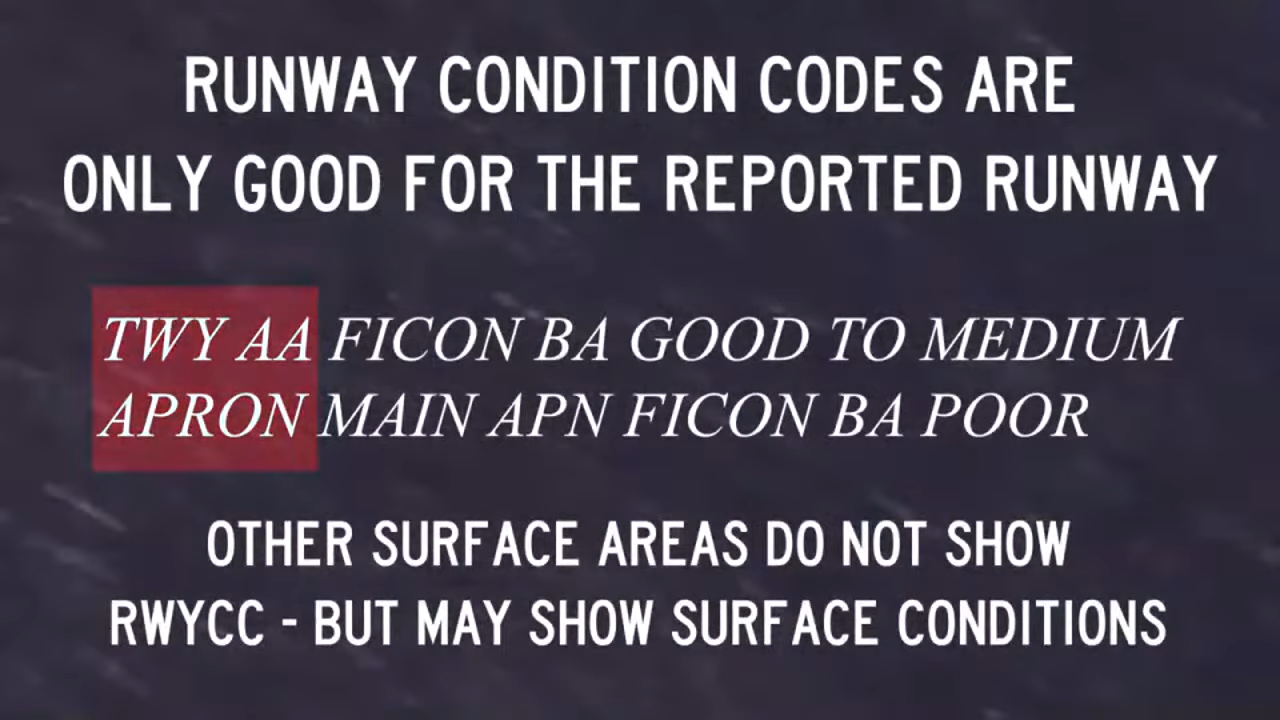 RUNWAY CONDITION CODES ARE
ONLY GOOD FOR THE REPORTED RUNWAY
TWY AA FICON BA GOOD TO MEDIUM
APRON MAIN APN FICON BA POOR
OTHER SURFACE AREAS DO NOT SHOW
RWYCC - BUT MAY SHOW SURFACE CONDITIONS